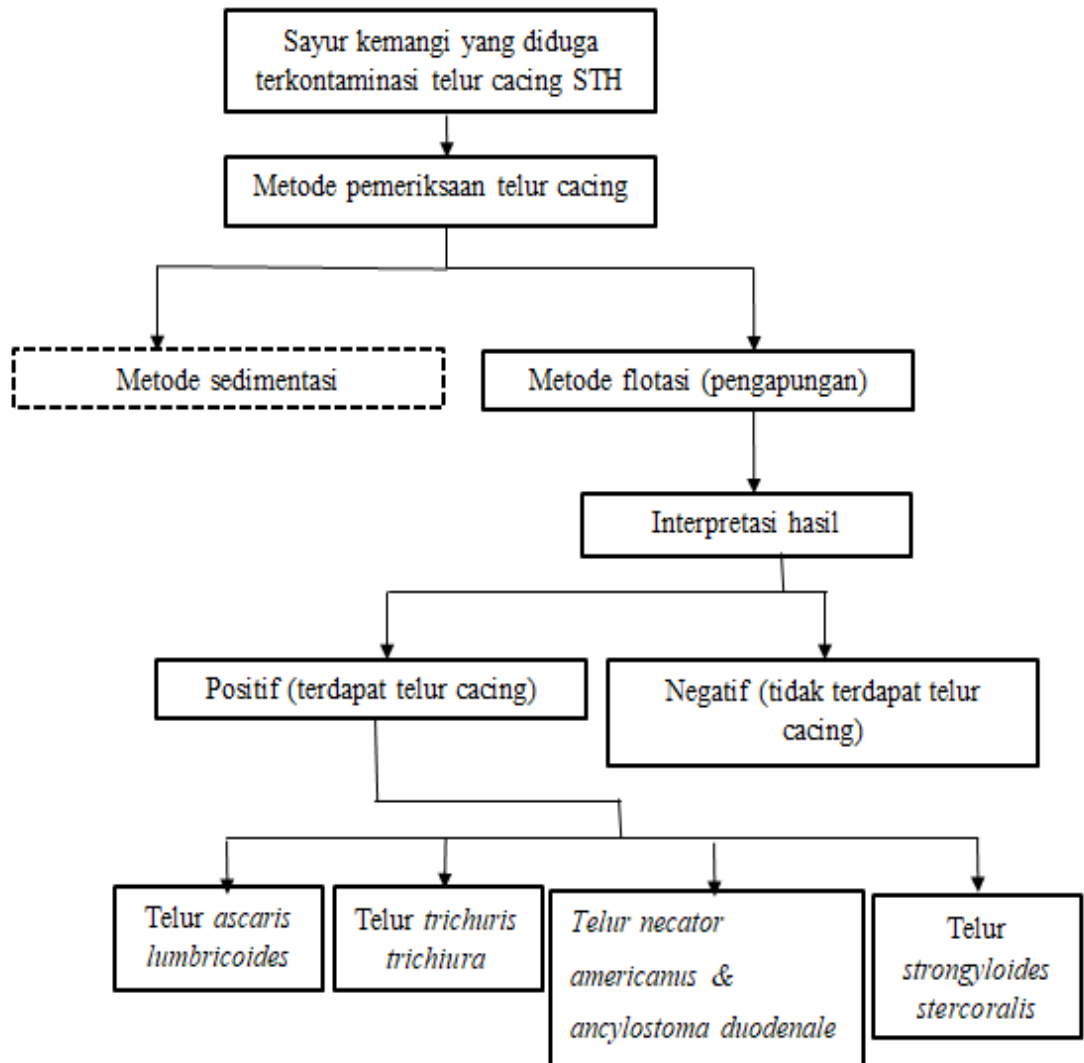 Sayur kemangi yang diduga
terkontaminasi telur cacing STH
Metode pemeriksaan telur cacing
Metode sedimentasi
Metode flotasi (pengapungan)
Interpretasi hasil
Positif (terdapat telur cacing)
Negatif (tidak terdapat telur
cacing)
Telur ascaris
lumbricoides
Telur trichuris
trichiura
Telur necator
americanus &
ancylostoma duodenale
Telur
strongyloides
stercoralis